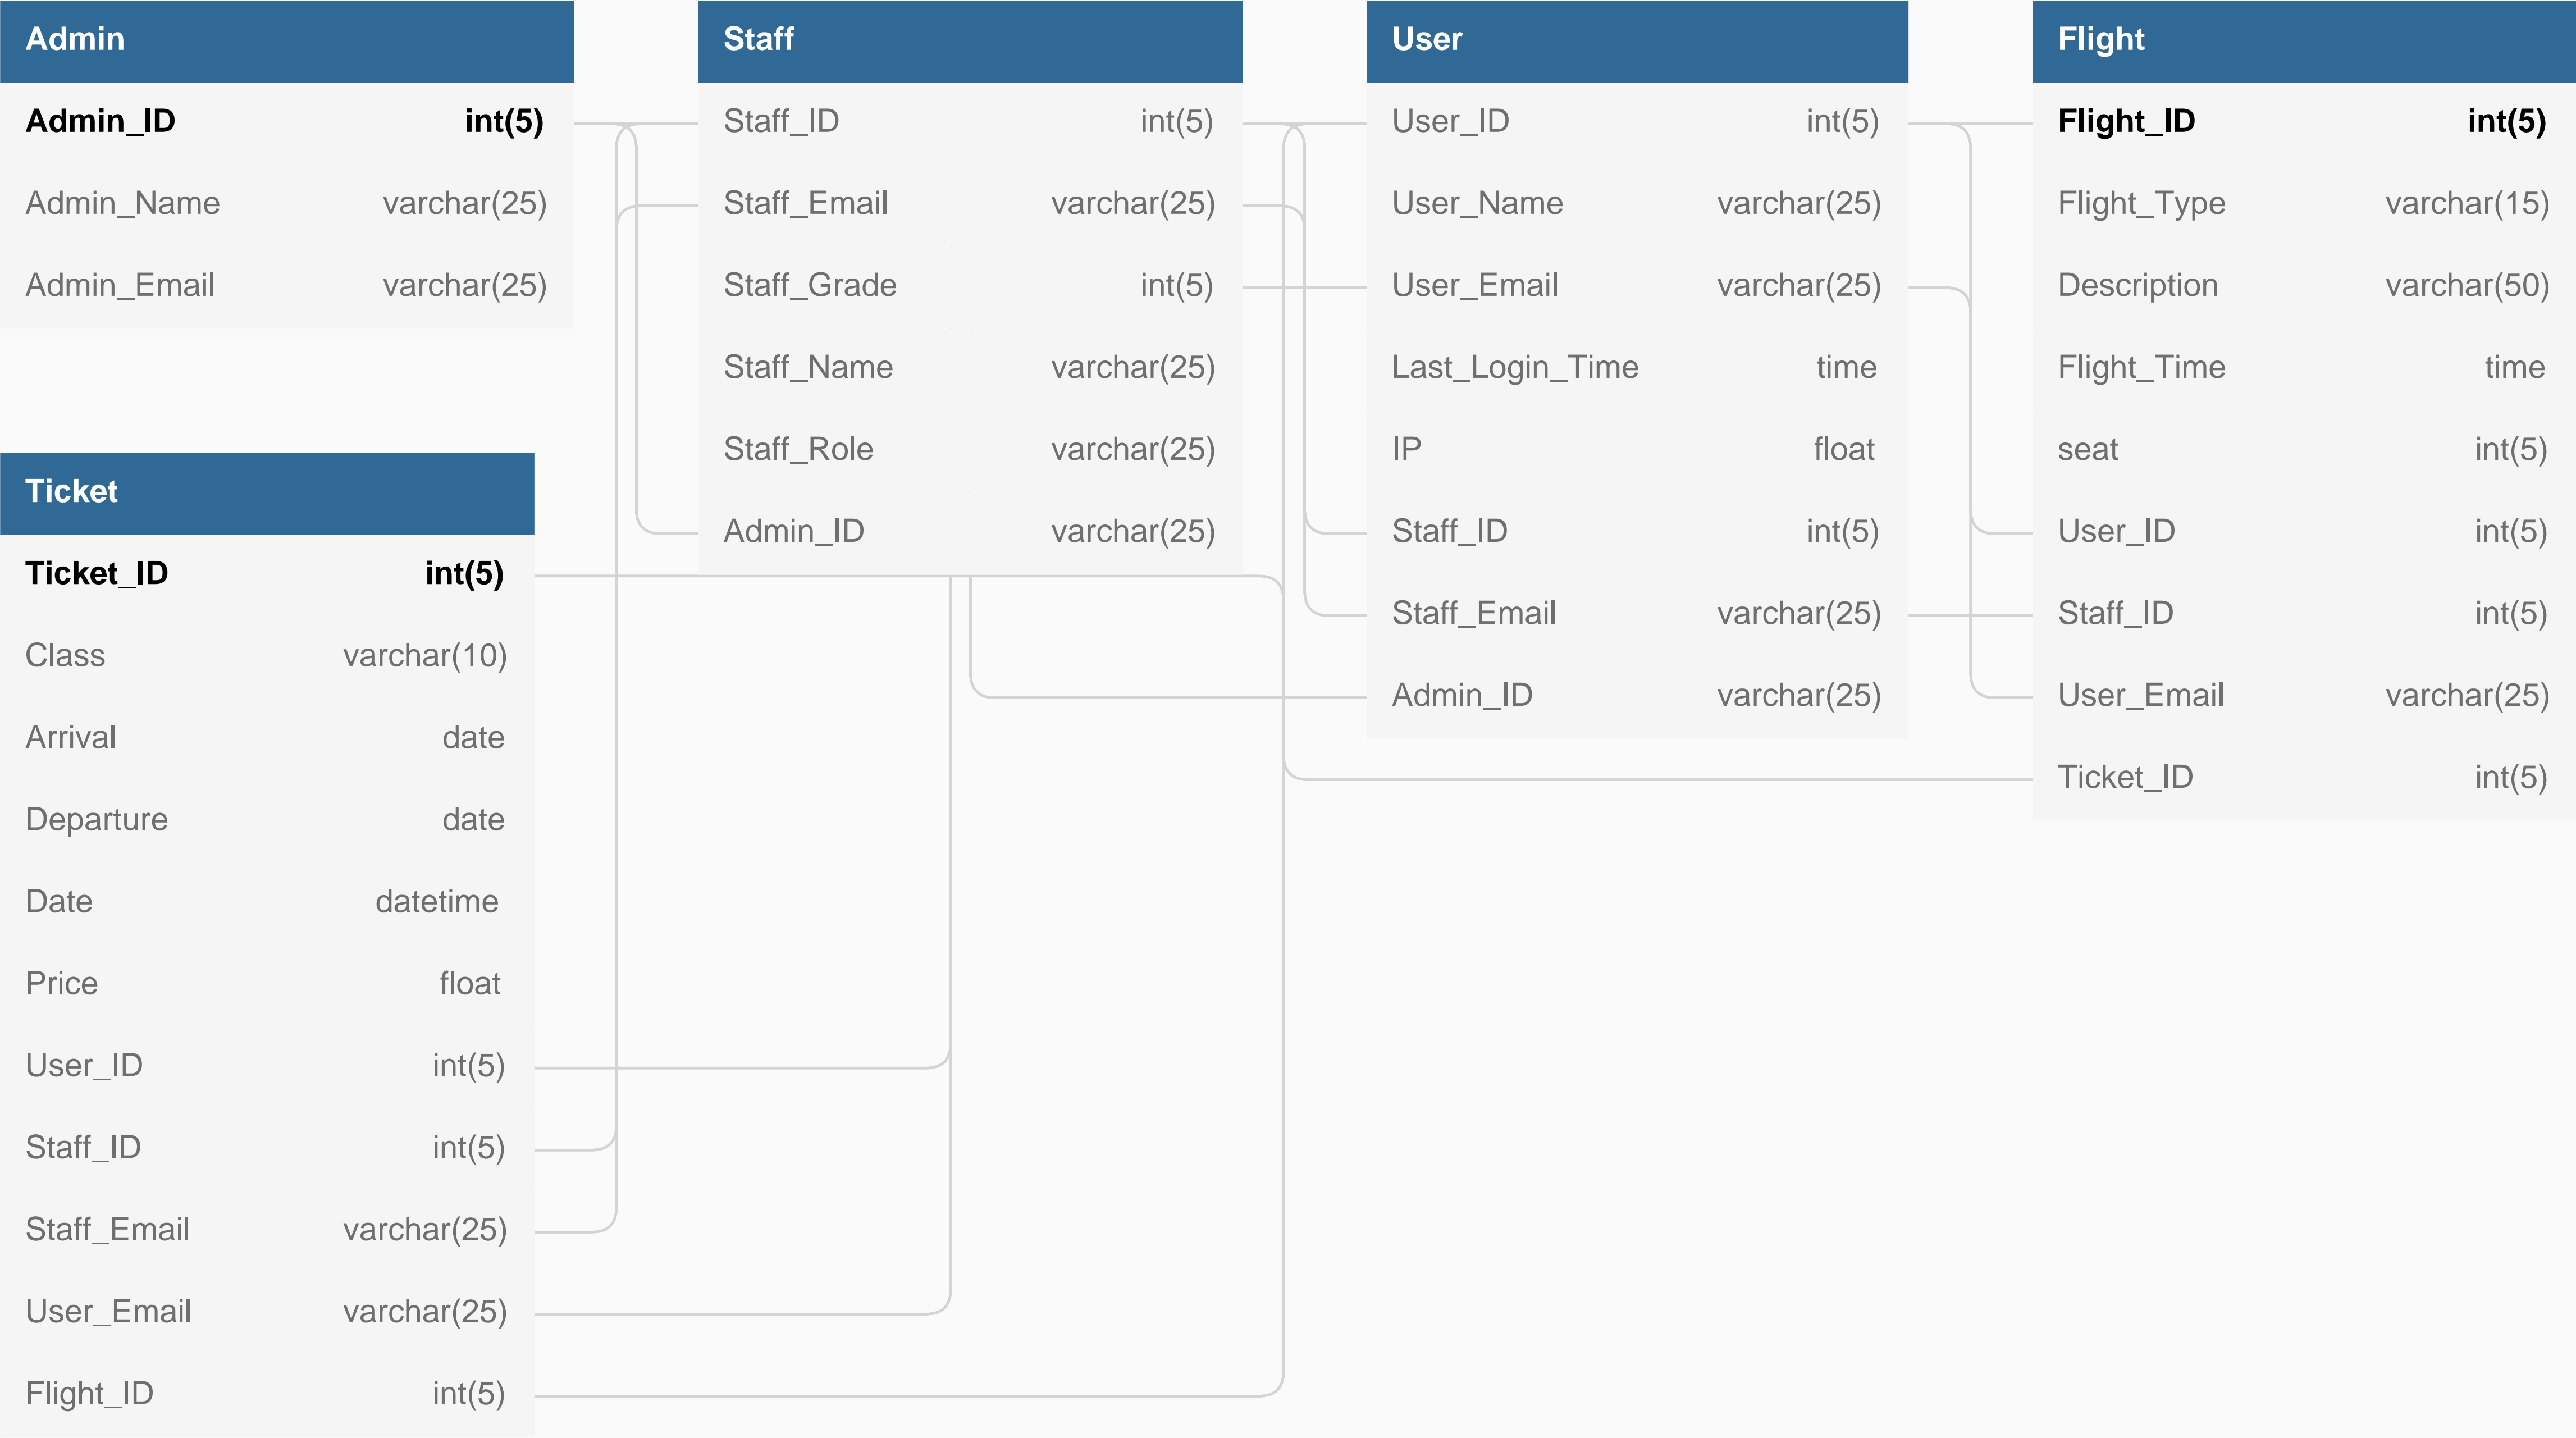 Admin
Admin_ID int(5)
Admin_Name varchar(25)
Admin_Email varchar(25)
Staff
Staff_ID int(5)
Staff_Email varchar(25)
Staff_Grade int(5)
Staff_Name varchar(25)
Staff_Role varchar(25)
Admin_ID varchar(25)
User
User_ID int(5)
User_Name varchar(25)
User_Email varchar(25)
Last_Login_Time time
IP float
Staff_ID int(5)
Staff_Email varchar(25)
Admin_ID varchar(25)
Flight
Flight_ID int(5)
Flight_Type varchar(15)
Description varchar(50)
Flight_Time time
seat int(5)
User_ID int(5)
Staff_ID int(5)
User_Email varchar(25)
Ticket_ID int(5)
Ticket
Ticket_ID int(5)
Class varchar(10)
Arrival date
Departure date
Date datetime
Price float
User_ID int(5)
Staff_ID int(5)
Staff_Email varchar(25)
User_Email varchar(25)
Flight_ID int(5)